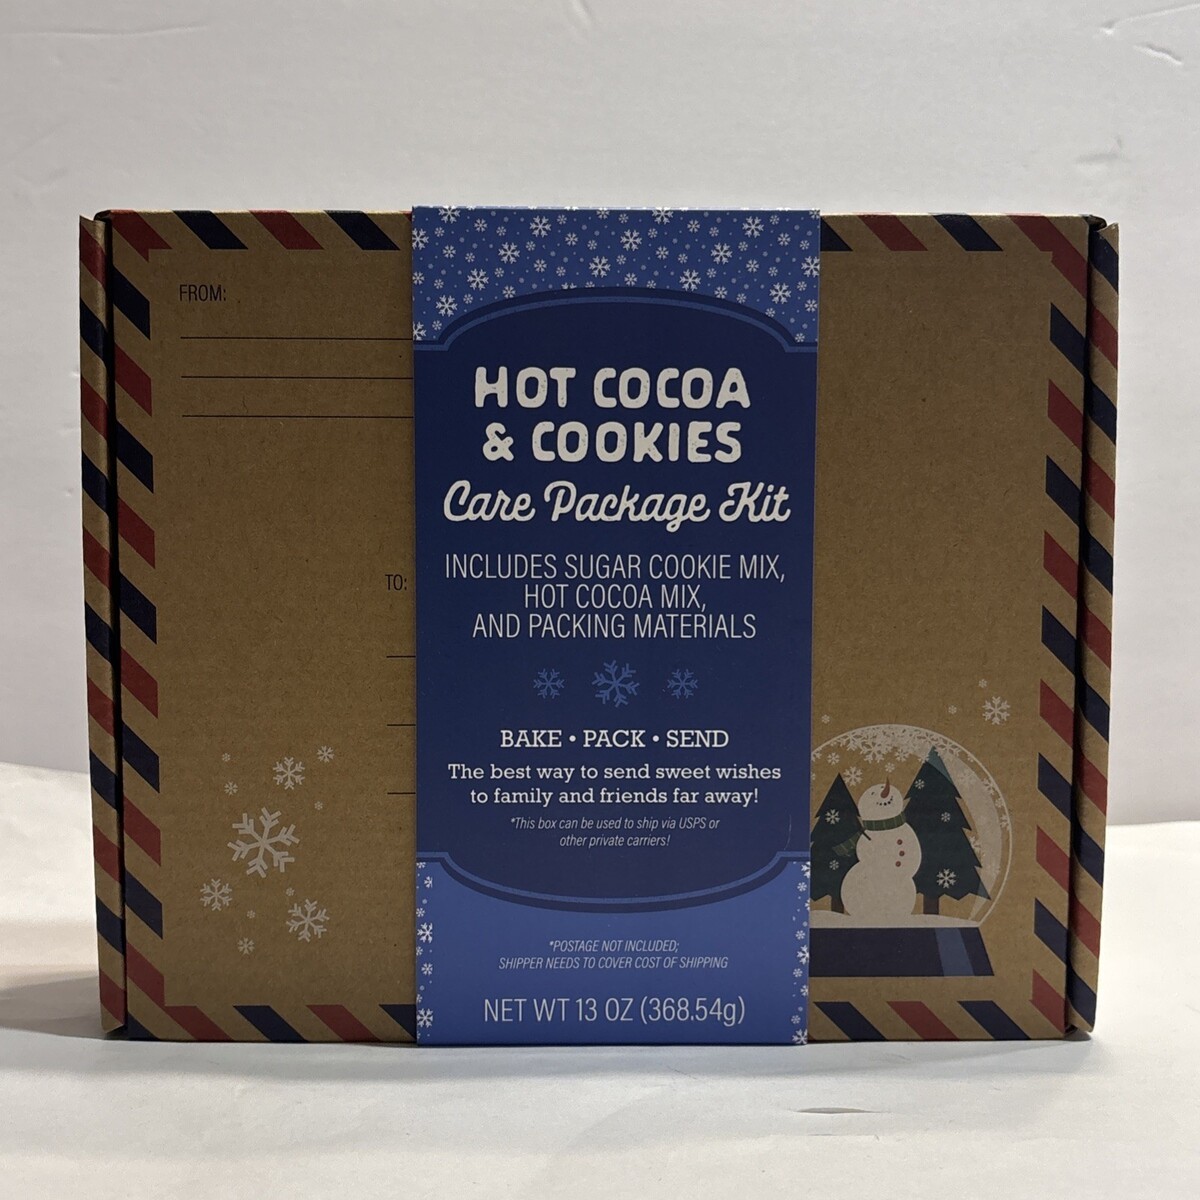 FROM:
HOT COCOA
& COOKIES
Care Package Kit
INCLUDES SUGAR COOKIE MIX,
HOT COCOA MIX,
AND PACKING MATERIALS
TO:
BAKE • PACK • SEND
The best way to send sweet wishes
to family and friends far away!
*This box can be used to ship via USPS or
other private carriers!
*POSTAGE NOT INCLUDED;
SHIPPER NEEDS TO COVER COST OF SHIPPING
NET WT 13 OZ (368.54g)